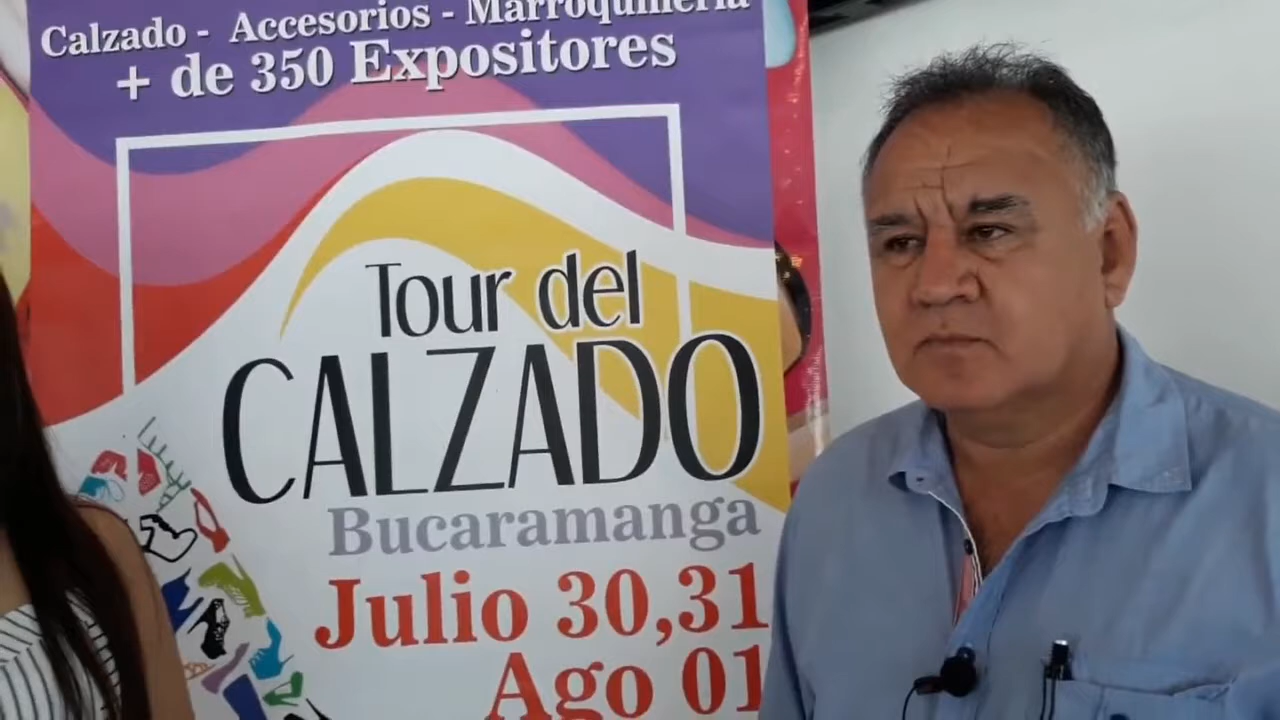 Calzado - Accesorios - Marroquinería
+ de 350 Expositores
Tour del
CALZADO
Bucaramanga
Julio 30,31
Ago 01